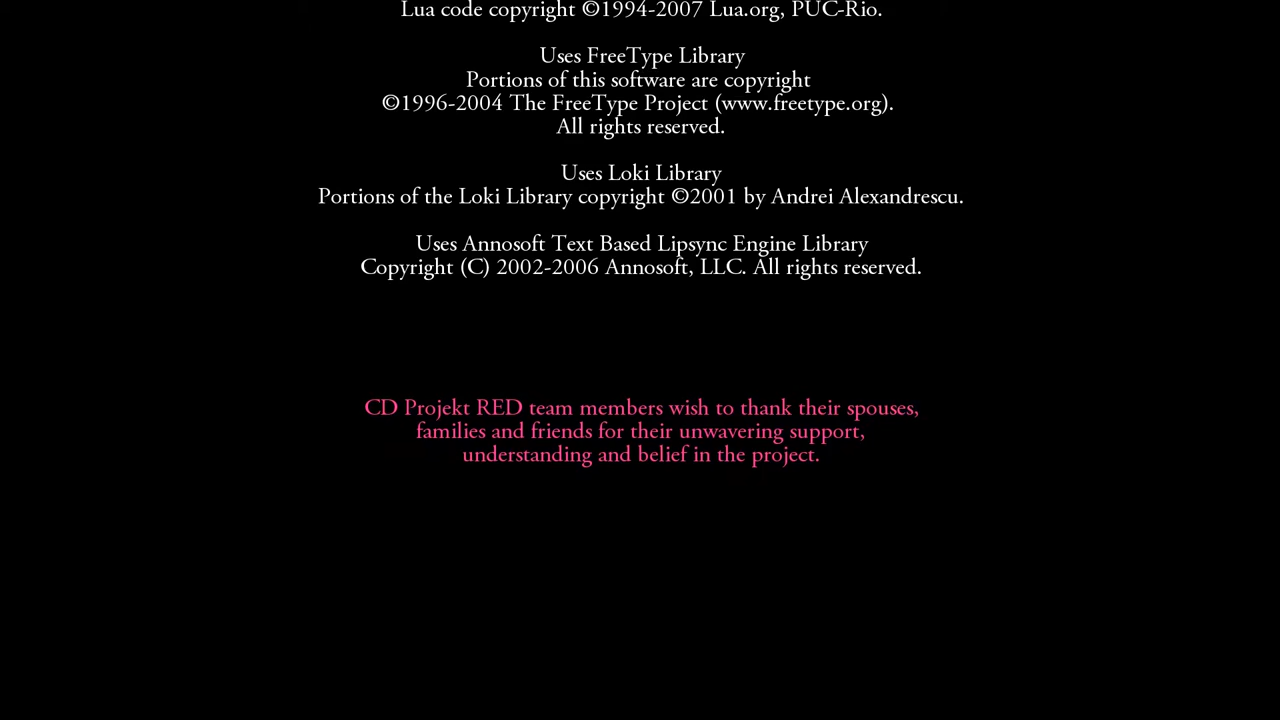 Lua code copyright ©1994-2007 Lua.org, PUC-Rio.
Uses FreeType Library
Portions of this software are copyright
©1996-2004 The FreeType Project (www.freetype.org).
All rights reserved.
Uses Loki Library
Portions of the Loki Library copyright ©2001 by Andrei Alexandrescu.
Uses Annosoft Text Based Lipsync Engine Library
Copyright (C) 2002-2006 Annosoft, LLC. All rights reserved.
CD Projekt RED team members wish to thank their spouses,
families and friends for their unwavering support,
understanding and belief in the project.